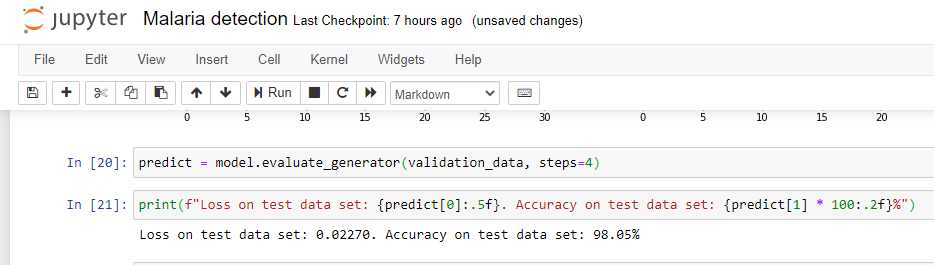 jupyter Malaria detection Last Checkpoint: 7 hours ago (unsaved changes)
File Edit View Insert Cell Kernel Widgets Help
Run Markdown
0 5 10 15 20 25 30 0 5 10 15 20
In [20]: predict = model.evaluate_generator(validation_data, steps=4)
In [21]: print(f"Loss on test data set: {predict[0]:.5f}. Accuracy on test data set: {predict[1] * 100:.2f}%")
Loss on test data set: 0.02270. Accuracy on test data set: 98.05%